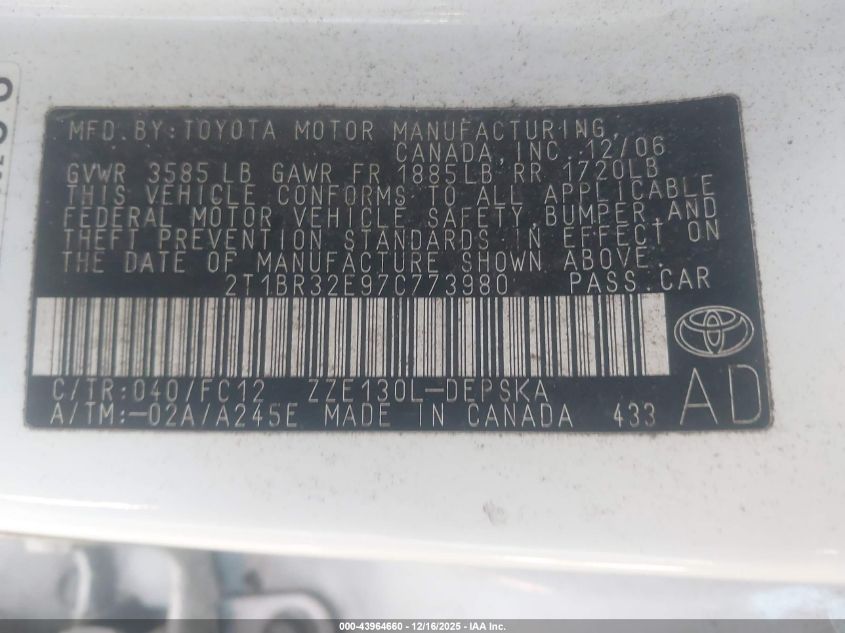 MFD.BY:TOYOTA MOTOR MANUFACTURING,
CANADA,INC.12/06
GVWR 3585LB GAWR FR 1885LB RR 1720LB
THIS VEHICLE CONFORMS TO ALL APPLICABLE
FEDERAL MOTOR VEHICLE SAFETY,BUMPER,AND
THEFT PREVENTION STANDARDS IN EFFECT ON
THE DATE OF MANUFACTURE SHOWN ABOVE.
2T1BR32E97C773980 PASS.CAR
C/TR:040/FC12 ZZE130L-DEPSKA
A/TM:-02A/A245E MADE IN CANADA 433
AD
000-43964660 - 12/16/2025 - IAA Inc.